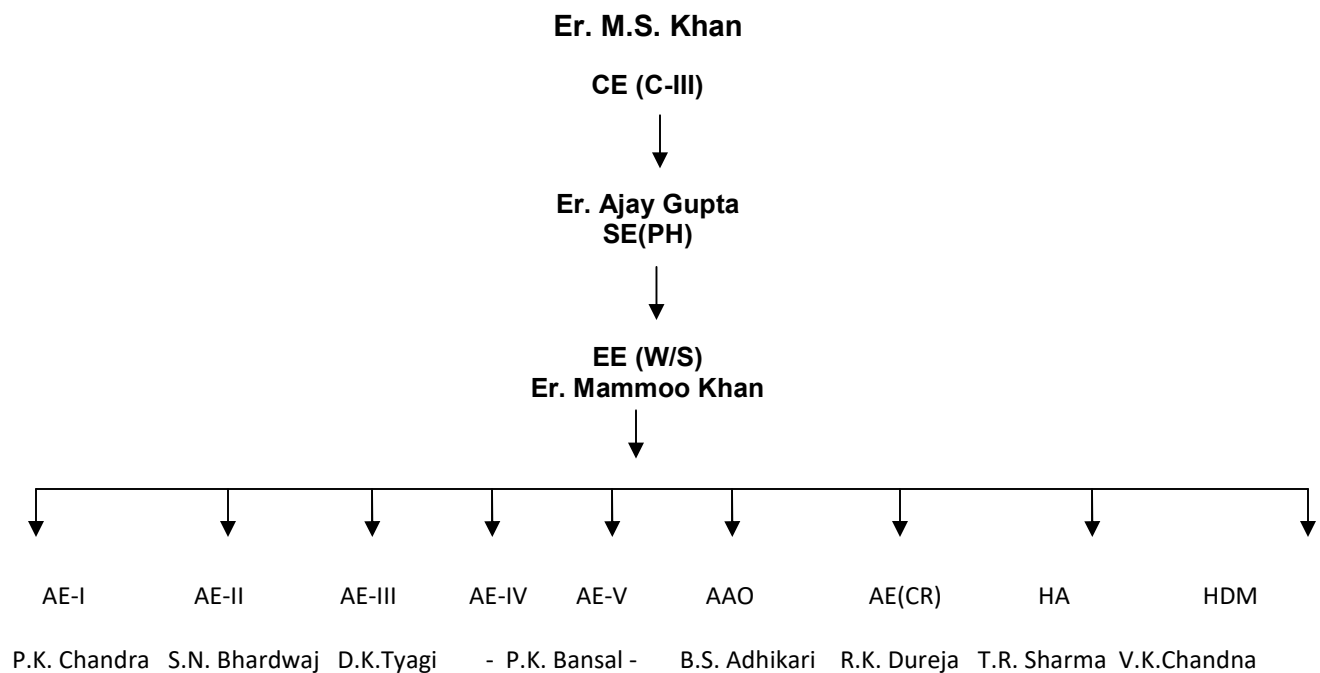 Er. M.S. Khan
CE (C-III)
Er. Ajay Gupta
SE(PH)
EE (W/S)
Er. Mammoo Khan
AE-I AE-II AE-III AE-IV AE-V AAO AE(CR) HA HDM
P.K. Chandra S.N. Bhardwaj D.K.Tyagi - P.K. Bansal - B.S. Adhikari R.K. Dureja T.R. Sharma V.K.Chandna